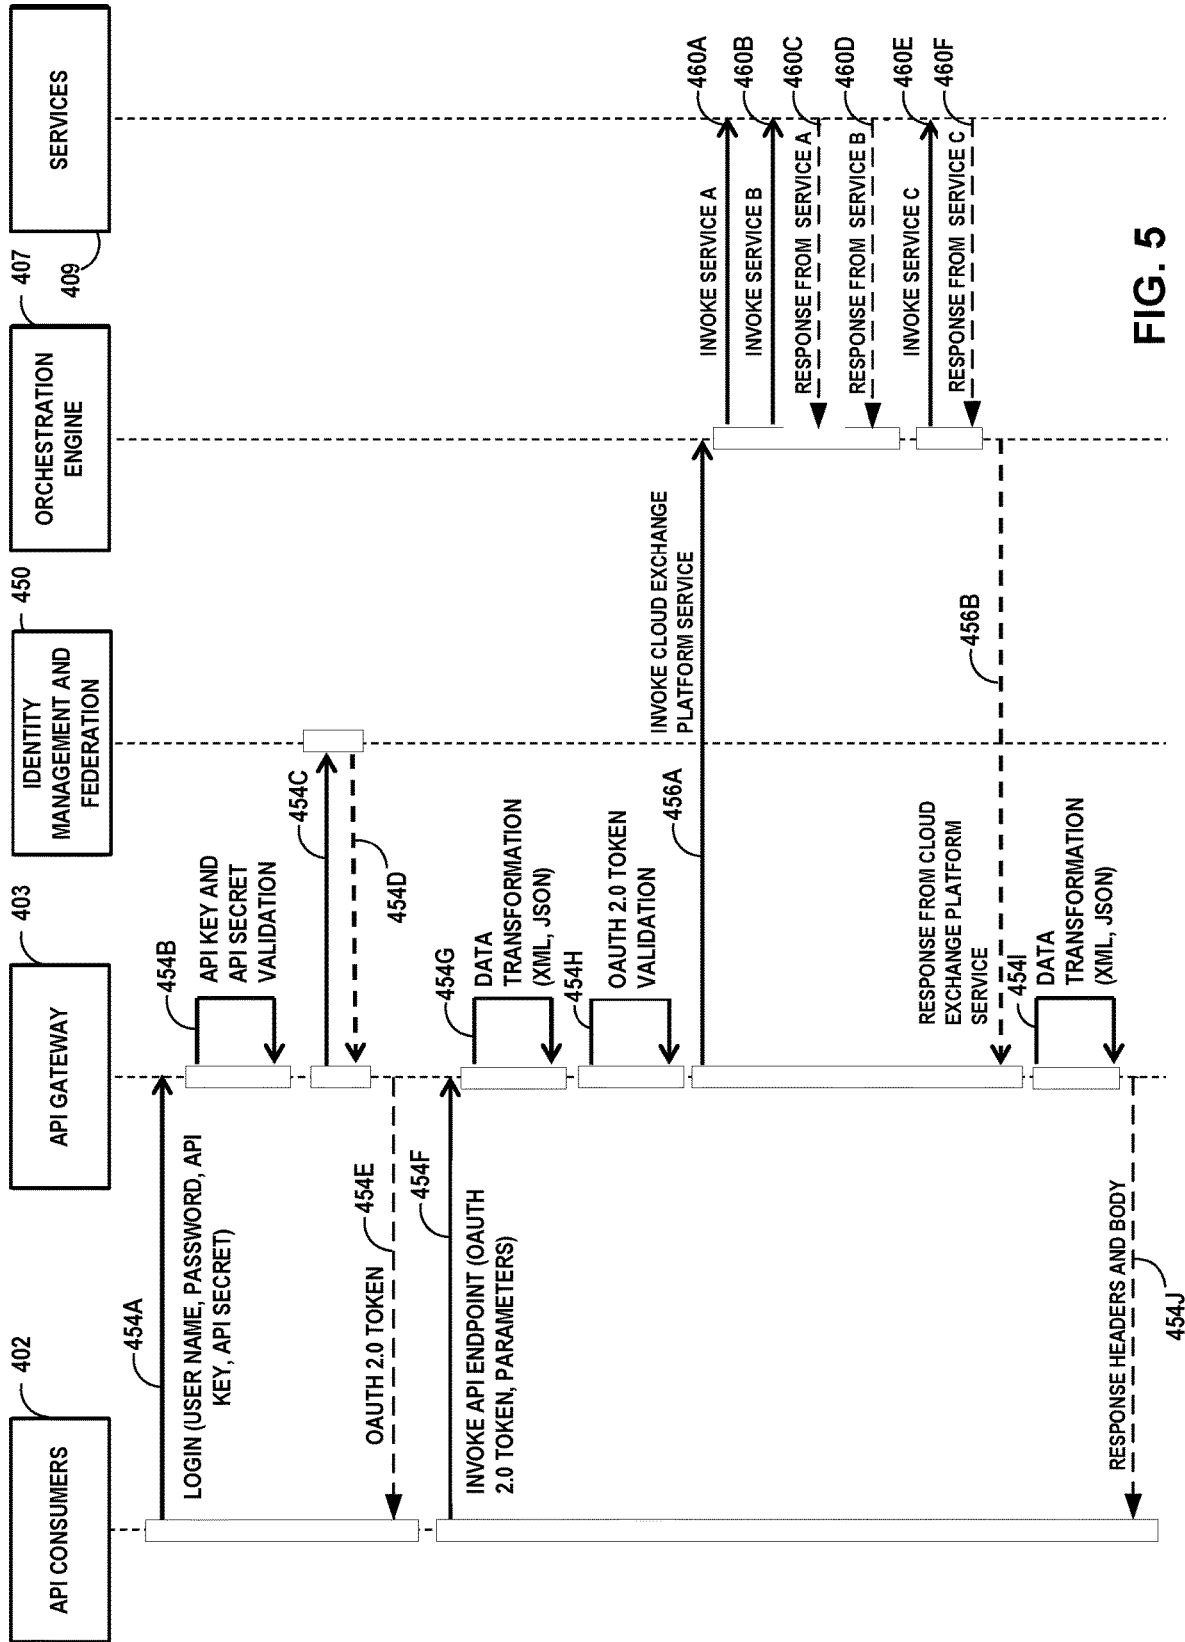 API CONSUMERS
402
API GATEWAY
403
IDENTITY
MANAGEMENT AND
FEDERATION
450
ORCHESTRATION
ENGINE
407
SERVICES
409
454A
LOGIN (USER NAME, PASSWORD, API
KEY, API SECRET)
454B
API KEY AND
API SECRET
VALIDATION
454C
454D
OAUTH 2.0 TOKEN
454E
454F
INVOKE API ENDPOINT (OAUTH
2.0 TOKEN, PARAMETERS)
454G
DATA
TRANSFORMATION
(XML, JSON)
454H
OAUTH 2.0 TOKEN
VALIDATION
456A
INVOKE CLOUD EXCHANGE
PLATFORM SERVICE
INVOKE SERVICE A
460A
INVOKE SERVICE B
460B
RESPONSE FROM SERVICE A
460C
RESPONSE FROM SERVICE B
460D
INVOKE SERVICE C
460E
RESPONSE FROM SERVICE C
460F
RESPONSE FROM CLOUD
EXCHANGE PLATFORM
SERVICE
456B
454I
DATA
TRANSFORMATION
(XML, JSON)
RESPONSE HEADERS AND BODY
454J
FIG. 5